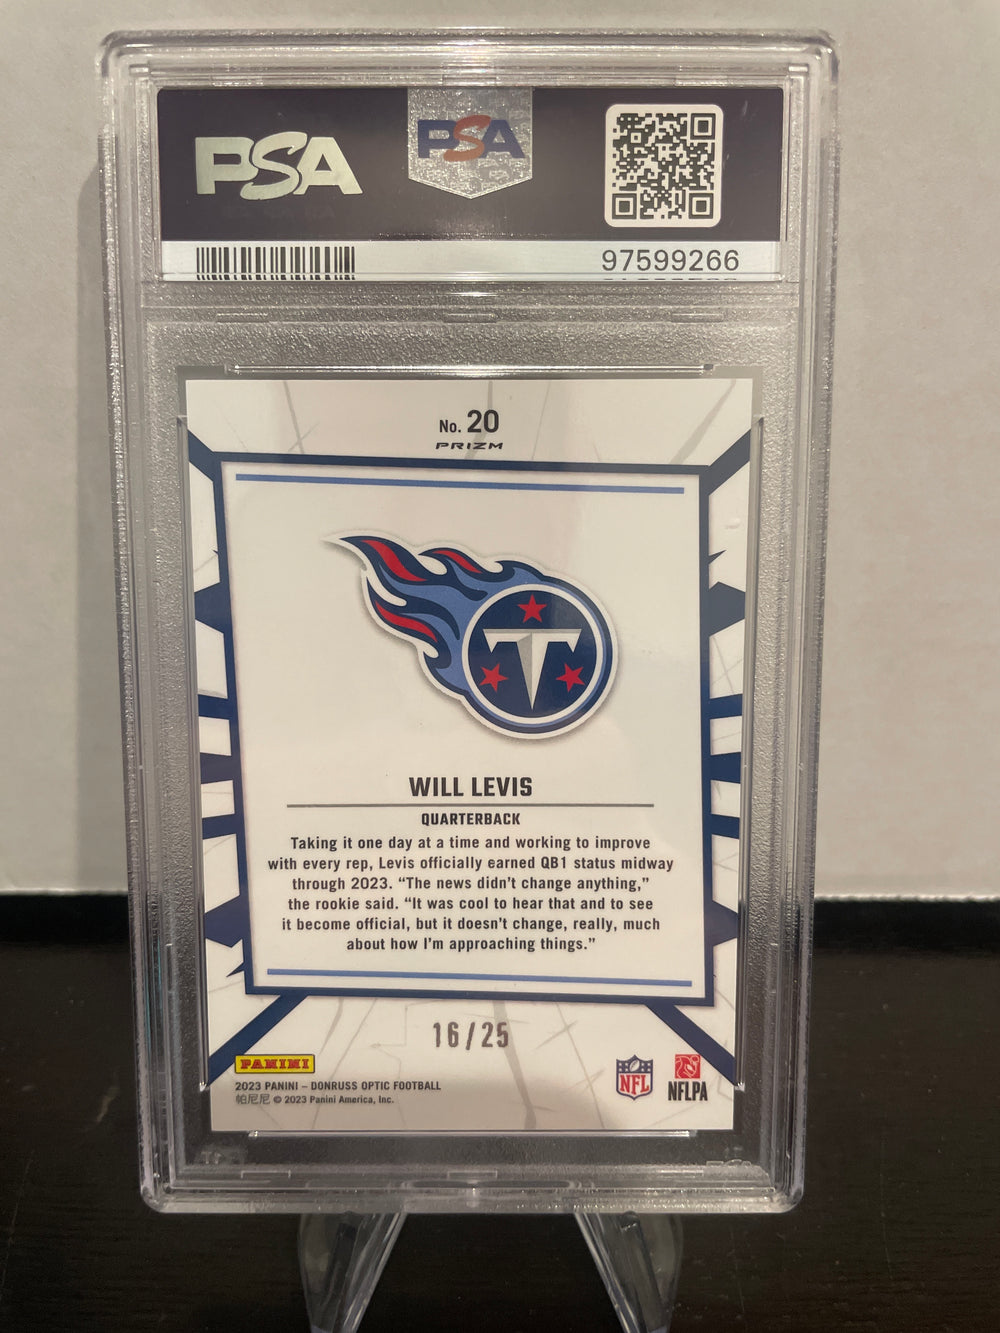 PSA
PSA
97599266
No. 20
PRIZM
T
WILL LEVIS
QUARTERBACK
Taking it one day at a time and working to improve
with every rep, Levis officially earned QB1 status midway
through 2023. “The news didn’t change anything,”
the rookie said. “It was cool to hear that and to see
it become official, but it doesn’t change, really, much
about how I’m approaching things.”
16/25
PANINI
2023 PANINI – DONRUSS OPTIC FOOTBALL
帕尼尼 © 2023 Panini America, Inc.
NFL
NFLPA